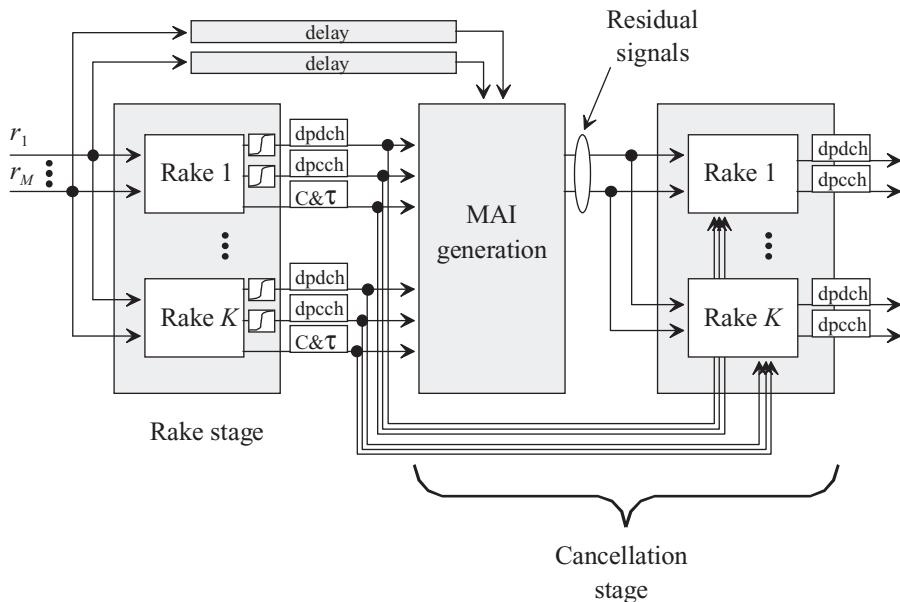 Residual
signals
delay
delay
r1
rM
Rake 1
dpdch
dpcch
C&τ
MAI
generation
Rake 1
dpdch
dpcch
Rake K
dpdch
dpcch
C&τ
Rake K
dpdch
dpcch
Rake stage
Cancellation
stage